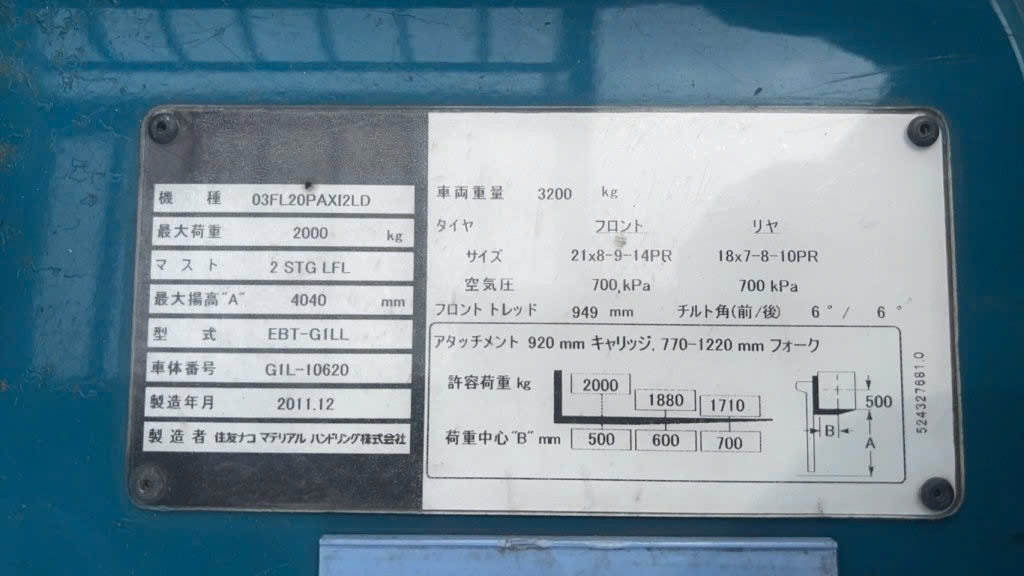 機種 03FL20PAXI2LD
最大荷重 2000 kg
マスト 2 STG LFL
最大揚高"A" 4040 mm
型式 EBT-G1LL
車体番号 G1L-10620
製造年月 2011.12
製造者 住友ナコ マテリアル ハンドリング株式会社
車両重量 3200 kg
タイヤ フロント リヤ
サイズ 21x8-9-14PR 18x7-8-10PR
空気圧 700 kPa 700 kPa
フロント トレッド 949 mm チルト角(前/後) 6° / 6°
アタッチメント 920 mm キャリッジ, 770-1220 mm フォーク
許容荷重 kg 2000 1880 1710
荷重中心"B" mm 500 600 700
500
B
A
524327681.0